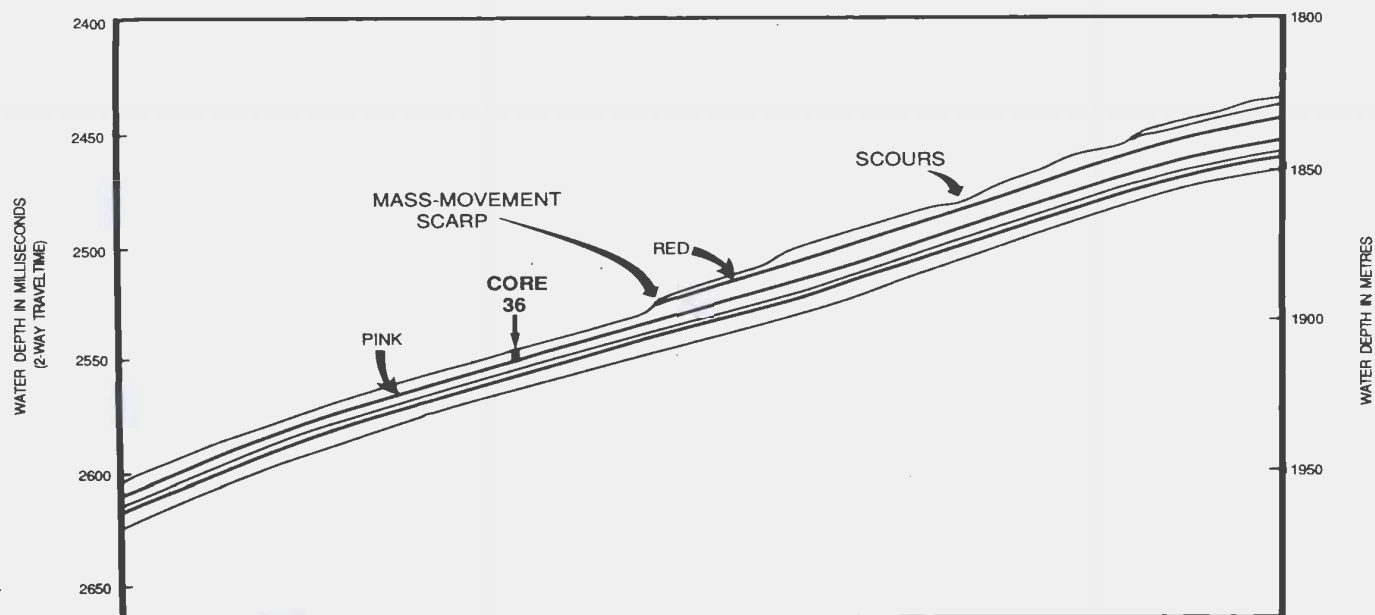 2400
2450
2500
2550
2600
2650
WATER DEPTH IN MILLISECONDS
(2-WAY TRAVELTIME)
MASS-MOVEMENT
SCARP
SCOURS
RED
CORE
36
PINK
1800
1850
1900
1950
WATER DEPTH IN METRES